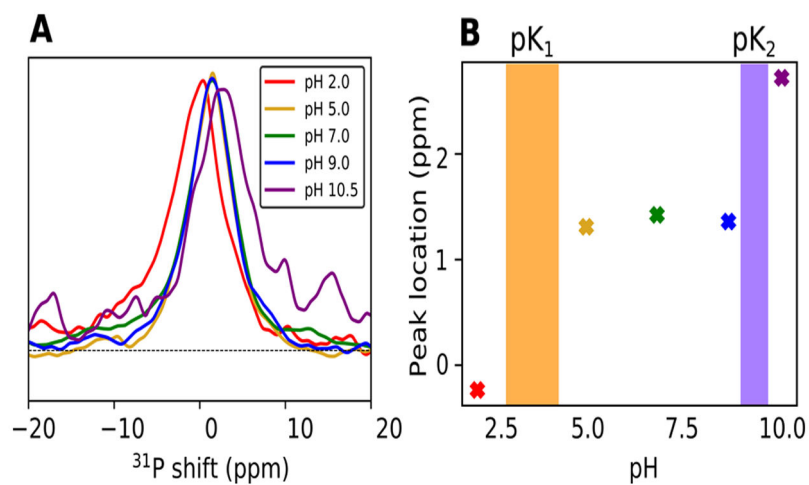 A
pH 2.0
pH 5.0
pH 7.0
pH 9.0
pH 10.5
−20
−10
0
10
20
³¹P shift (ppm)
B
pK₁
pK₂
Peak location (ppm)
2
1
0
2.5
5.0
7.5
10.0
pH